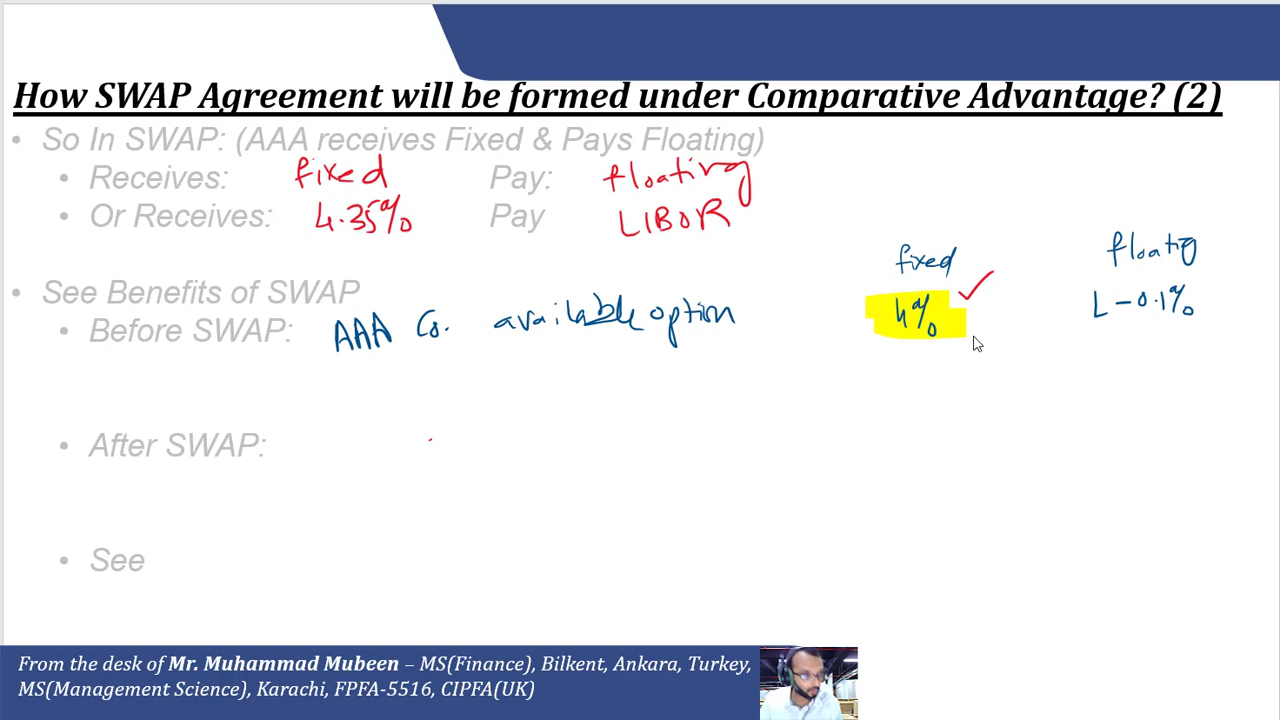 How SWAP Agreement will be formed under Comparative Advantage? (2)
• So In SWAP: (AAA receives Fixed & Pays Floating)
• Receives: fixed Pay: floating
• Or Receives: 4.35% Pay LIBOR
fixed floatig
• See Benefits of SWAP
• Before SWAP: AAA Co. available option 4% L - 0.1%
• After SWAP:
• See
From the desk of Mr. Muhammad Mubeen – MS(Finance), Bilkent, Ankara, Turkey,
MS(Management Science), Karachi, FPFA-5516, CIPFA(UK)